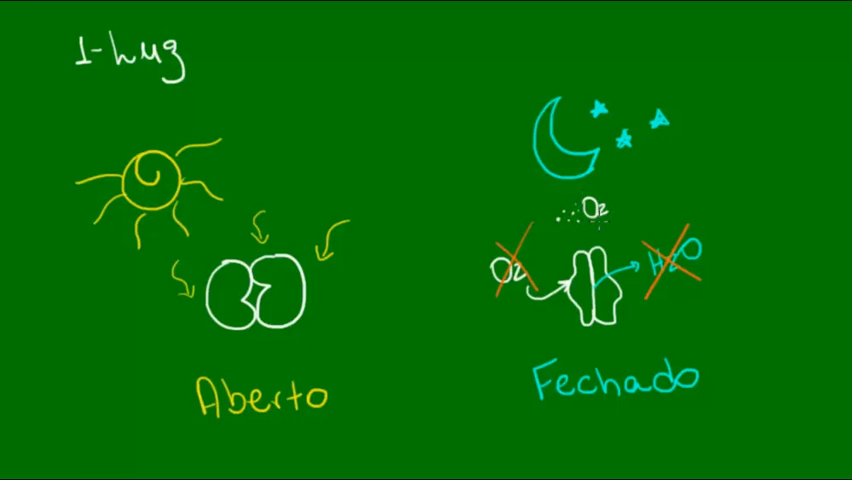 1-Luz
O2
O2
H2O
Aberto
Fechado